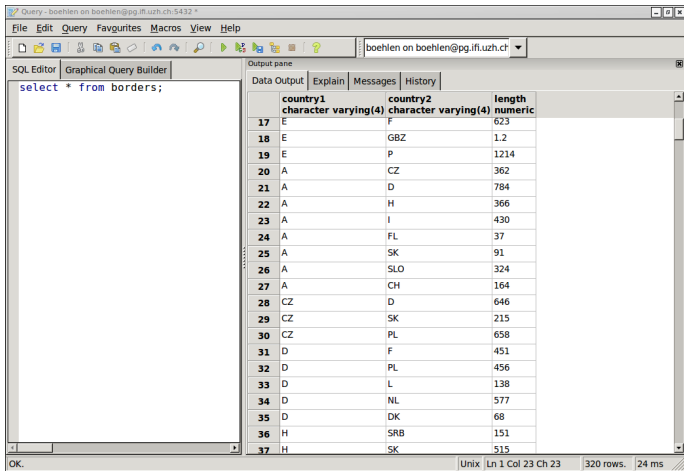 Query - boehlen on boehlen@pg.ifi.uzh.ch:5432 *
File Edit Query Favourites Macros View Help
boehlen on boehlen@pg.ifi.uzh.ch
SQL Editor Graphical Query Builder
select * from borders;
Output pane
Data Output Explain Messages History
country1 country2 length
character varying(4) character varying(4) numeric
17 E F 623
18 E GBZ 1.2
19 E P 1214
20 A CZ 362
21 A D 784
22 A H 366
23 A I 430
24 A FL 37
25 A SK 91
26 A SLO 324
27 A CH 164
28 CZ D 646
29 CZ SK 215
30 CZ PL 658
31 D F 451
32 D PL 456
33 D L 138
34 D NL 577
35 D DK 68
36 H SRB 151
37 H SK 515
OK. Unix Ln 1 Col 23 Ch 23 320 rows. 24 ms